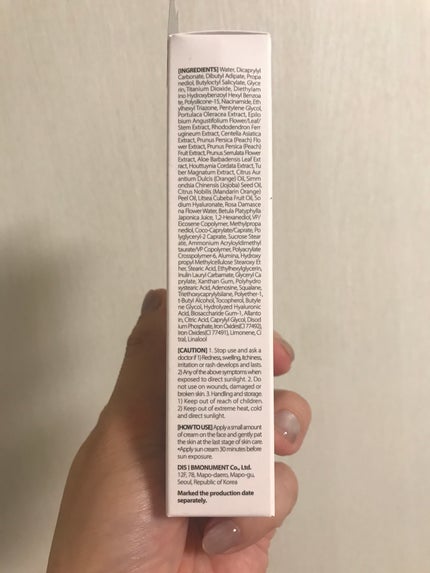 [INGREDIENTS] Water, Dicaprylyl
Carbonate, Dibutyl Adipate, Propa
nediol, Butyloctyl Salicylate, Glyce
rin, Titanium Dioxide, Diethylam
ino Hydroxybenzoyl Hexyl Benzoa
te, Polysilicone-15, Niacinamide, Eth
ylhexyl Triazone, Pentylene Glycol,
Portulaca Oleracea Extract, Epilo
bium Angustifolium Flower/Leaf/
Stem Extract, Rhododendron Ferr
ugineum Extract, Centella Asiatica
Extract, Prunus Persica (Peach) Flo
wer Extract, Prunus Persica (Peach)
Fruit Extract, Prunus Serrulata Flower
Extract, Aloe Barbadensis Leaf Ext
ract, Houttuynia Cordata Extract, Tu
ber Magnatum Extract, Citrus Aur
antium Dulcis (Orange) Oil, Simm
ondsia Chinensis (Jojoba) Seed Oil,
Citrus Nobilis (Mandarin Orange)
Peel Oil, Litsea Cubeba Fruit Oil, So
dium Hyaluronate, Rosa Damasce
na Flower Water, Betula Platyphylla
Japonica Juice, 1,2-Hexanediol, VP/
Eicosene Copolymer, Methylpropa
nediol, Coco-Caprylate/Caprate, Po
lyglyceryl-2 Caprate, Sucrose Stear
ate, Ammonium Acryloyldimethyl
taurate/VP Copolymer, Polyacrylate
Crosspolymer-6, Alumina, Hydroxy
propyl Methylcellulose Stearoxy Et
her, Stearic Acid, Ethylhexylglycerin,
Inulin Lauryl Carbamate, Glyceryl Ca
prylate, Xanthan Gum, Polyhydro
xystearic Acid, Adenosine, Squalane,
Triethoxycaprylylsilane, Polyether-1,
t-Butyl Alcohol, Tocopherol, Butyle
ne Glycol, Hydrolyzed Hyaluronic
Acid, Biosaccharide Gum-1, Allanto
in, Citric Acid, Caprylyl Glycol, Disod
ium Phosphate, Iron Oxides(CI 77492),
Iron Oxides(CI 77491), Limonene, Ci
tral, Linalool
[CAUTION] 1. Stop use and ask a
doctor if 1) Redness, swelling, itchiness,
irritation or rash develops and lasts.
2) Any of the above symptoms when
exposed to direct sunlight. 2. Do
not use on wounds, damaged or
broken skin. 3. Handling and storage
1) Keep out of reach of children.
2) Keep out of extreme heat, cold
and direct sunlight.
[HOW TO USE] Apply a small amount
of cream on the face and gently pat
the skin at the last stage of skin care.
*Apply sun cream 30 minutes before
sun exposure.
DIS | BMONUMENT Co., Ltd.
12F, 78, Mapo-daero, Mapo-gu,
Seoul, Republic of Korea
Marked the production date
separately.